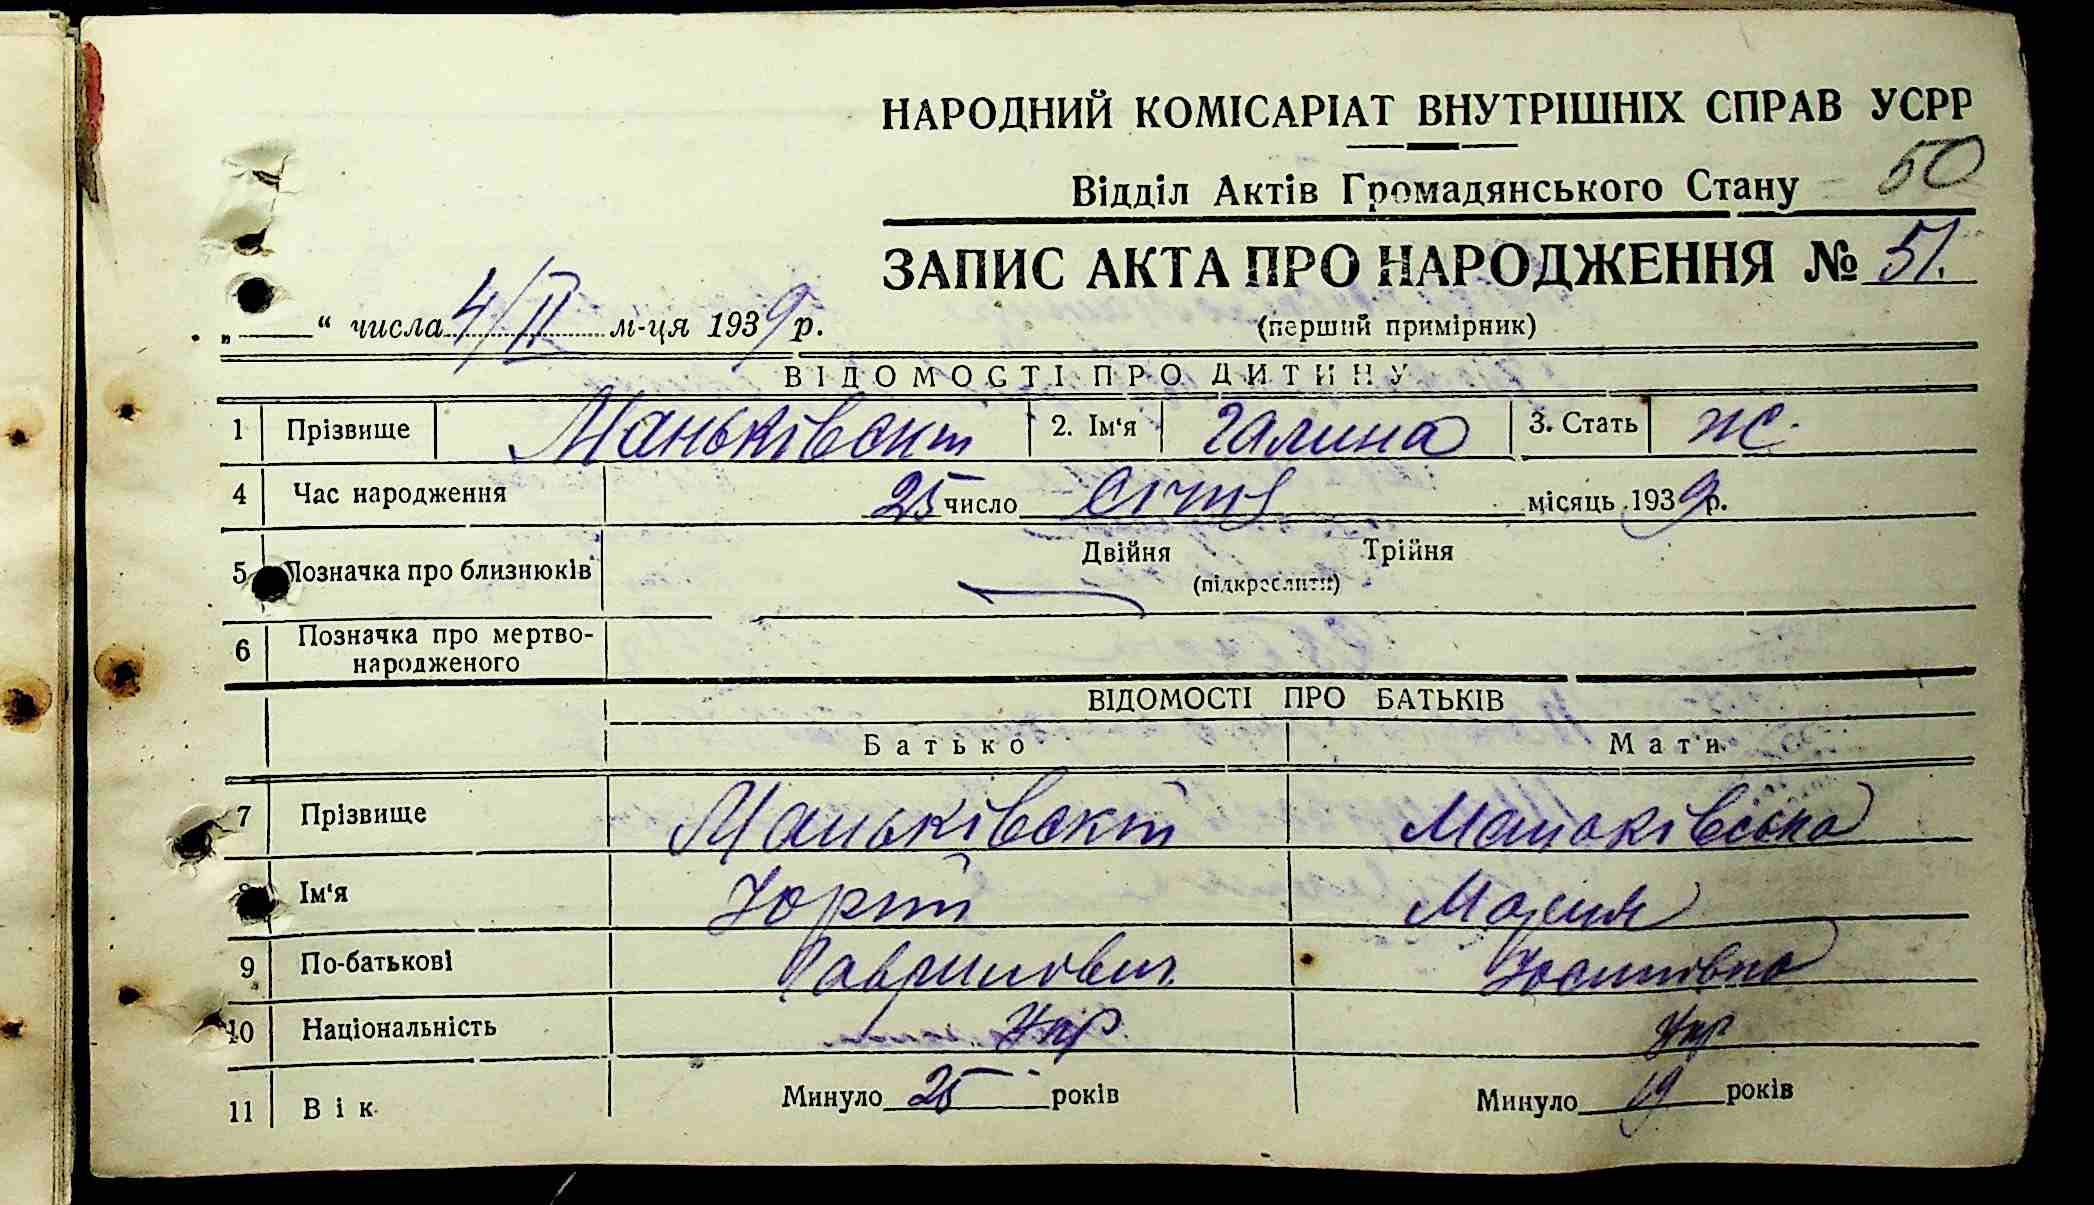 НАРОДНИЙ КОМІСАРІАТ ВНУТРІШНІХ СПРАВ УСРР
Відділ Актів Громадянського Стану 50
ЗАПИС АКТА ПРО НАРОДЖЕННЯ № 51.
„ “ числа 4/II м-ця 1939 р. (перший примірник)
ВІДОМОСТІ ПРО ДИТИНУ
1 Прізвище Маньківскй 2. Ім‘я Галина 3. Стать ж.
4 Час народження 25 число січня місяць 1939 р.
Двійня Трійня
5 Позначка про близнюків (підкреслити)
6 Позначка про мертво-
народженого
ВІДОМОСТІ ПРО БАТЬКІВ
Батько Мати
7 Прізвище Маньківскй Маньківська
8 Ім‘я Юрій Марія
9 По-батькові Гаврилович Йосипівна
10 Національність Укр Укр
11 Вік Минуло 25 років Минуло 19 років